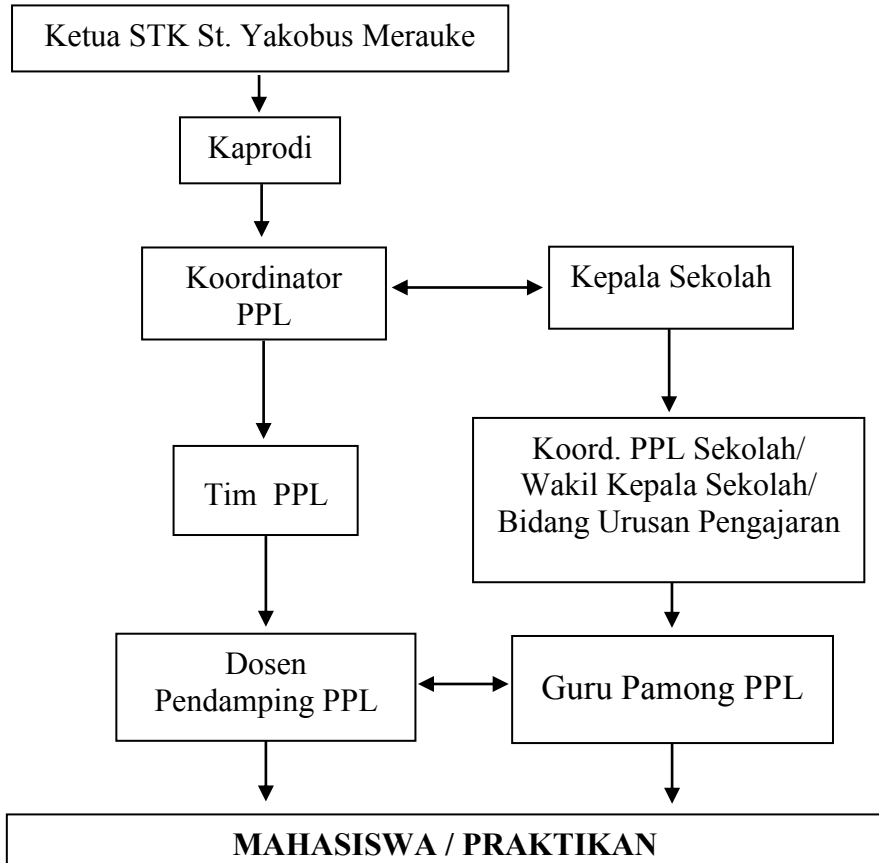 Ketua STK St. Yakobus Merauke
Kaprodi
Koordinator
PPL
Kepala Sekolah
Tim PPL
Koord. PPL Sekolah/
Wakil Kepala Sekolah/
Bidang Urusan Pengajaran
Dosen
Pendamping PPL
Guru Pamong PPL
MAHASISWA / PRAKTIKAN